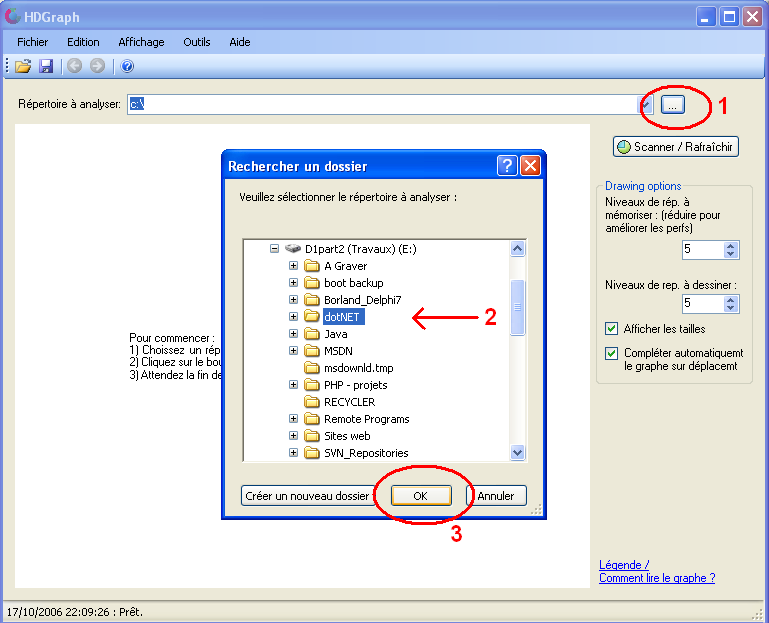 HDGraph
Fichier Edition Affichage Outils Aide
Répertoire à analyser: c:\ ... 1
Scanner / Rafraîchir
Rechercher un dossier
Veuillez sélectionner le répertoire à analyser :
D1part2 (Travaux) (E:)
A Graver
boot backup
Borland_Delphi7
dotNET
2
Java
MSDN
msdownld.tmp
PHP - projets
RECYCLER
Remote Programs
Sites web
SVN_Repositories
Créer un nouveau dossier
OK
Annuler
3
Drawing options
Niveaux de rép. à
mémoriser : (réduire pour
améliorer les perfs)
5
Niveaux de rep. à dessiner :
5
Afficher les tailles
Compléter automatiquemt
le graphe sur déplacemt
Pour commencer :
1) Choissez un rép
2) Cliquez sur le bou
3) Attendez la fin de
Légende /
Comment lire le graphe ?
17/10/2006 22:09:26 : Prêt.